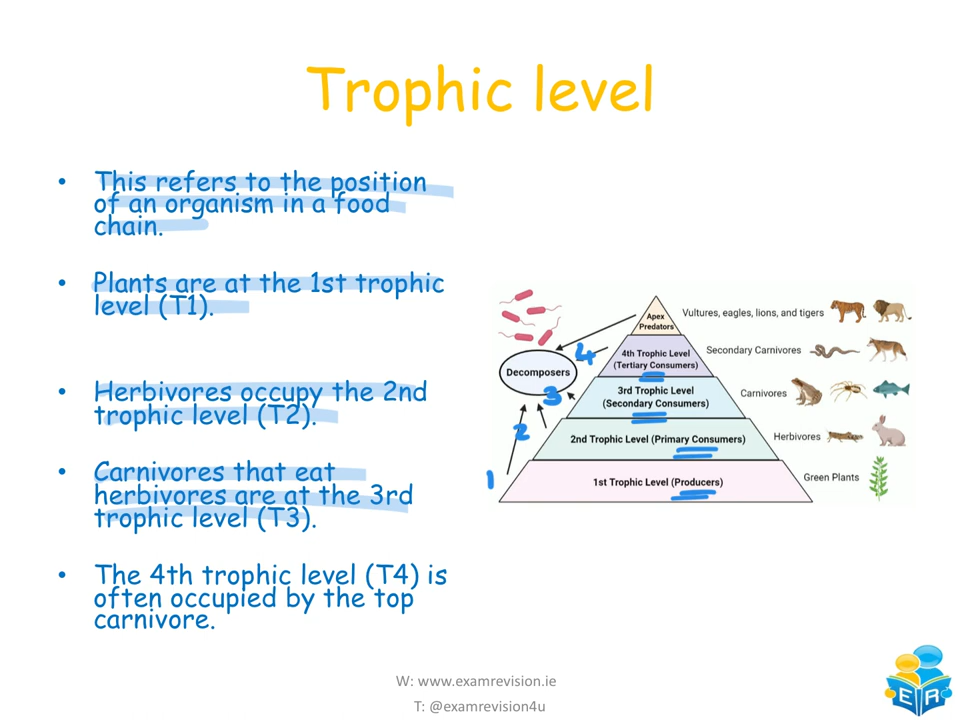 Trophic level
• This refers to the position
of an organism in a food
chain.
• Plants are at the 1st trophic
level (T1).
• Herbivores occupy the 2nd
trophic level (T2).
• Carnivores that eat
herbivores are at the 3rd
trophic level (T3).
• The 4th trophic level (T4) is
often occupied by the top
carnivore.
Apex
Predators
Vultures, eagles, lions, and tigers
4
4th Trophic Level
(Tertiary Consumers)
Secondary Carnivores
Decomposers
3
3rd Trophic Level
(Secondary Consumers)
Carnivores
2
2nd Trophic Level (Primary Consumers)
Herbivores
1
1st Trophic Level (Producers)
Green Plants
W: www.examrevision.ie
T: @examrevision4u
E R